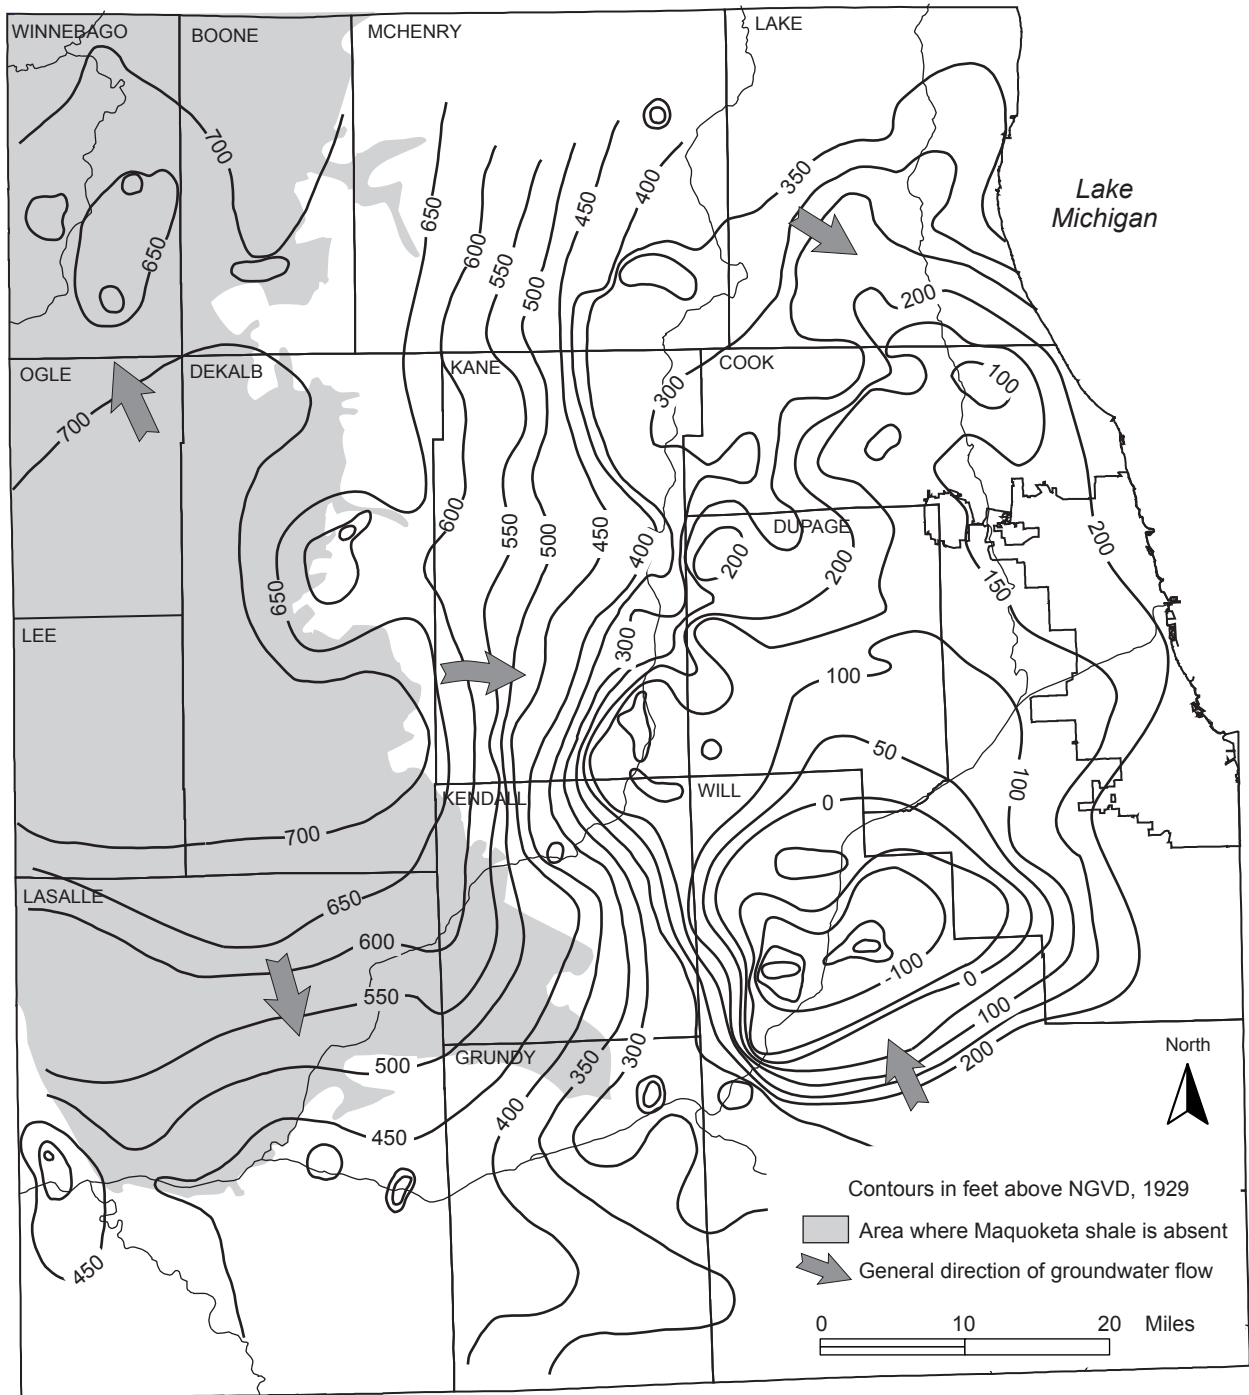 WINNEBAGO
BOONE
MCHENRY
LAKE
700
350
400
450
650
Lake
Michigan
650
600
550
500
200
OGLE
DEKALB
KANE
COOK
300
100
700
600
550
500
450
400
DUPAGE
200
200
200
150
650
300
LEE
100
50
100
KENDALL
WILL
0
700
LASALLE
650
600
-100
0
550
100
200
GRUNDY
North
500
350
300
400
450
450
Contours in feet above NGVD, 1929
Area where Maquoketa shale is absent
General direction of groundwater flow
0 10 20 Miles